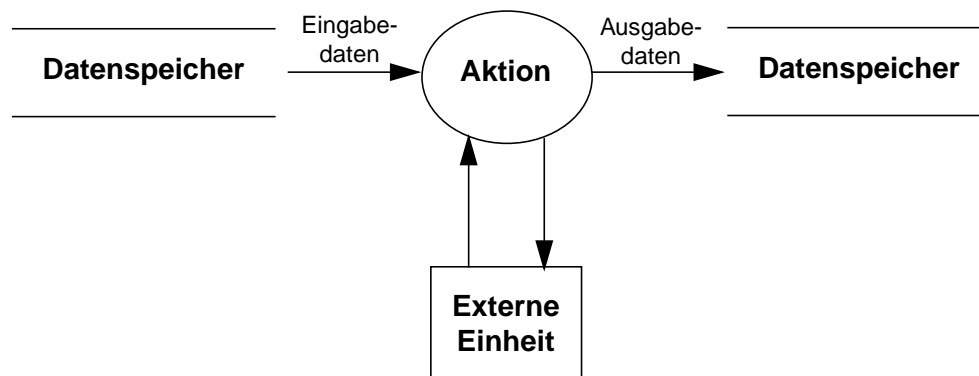 Datenspeicher
Eingabe-
daten
Aktion
Ausgabe-
daten
Datenspeicher
Externe
Einheit